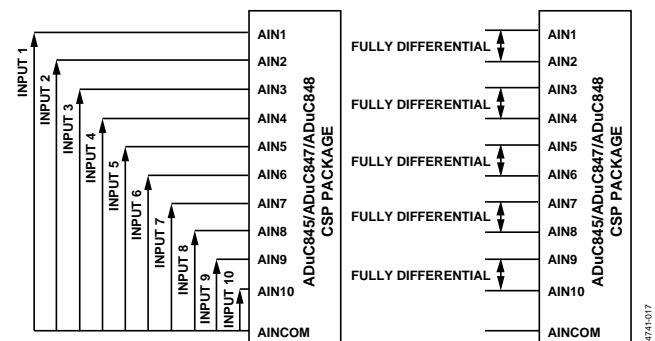 INPUT 1
INPUT 2
INPUT 3
INPUT 4
INPUT 5
INPUT 6
INPUT 7
INPUT 8
INPUT 9
INPUT 10
AIN1
AIN2
AIN3
AIN4
AIN5
AIN6
AIN7
AIN8
AIN9
AIN10
AINCOM
ADuC845/ADuC847/ADuC848
CSP PACKAGE
FULLY DIFFERENTIAL
FULLY DIFFERENTIAL
FULLY DIFFERENTIAL
FULLY DIFFERENTIAL
FULLY DIFFERENTIAL
AIN1
AIN2
AIN3
AIN4
AIN5
AIN6
AIN7
AIN8
AIN9
AIN10
AINCOM
ADuC845/ADuC847/ADuC848
CSP PACKAGE
4741-017